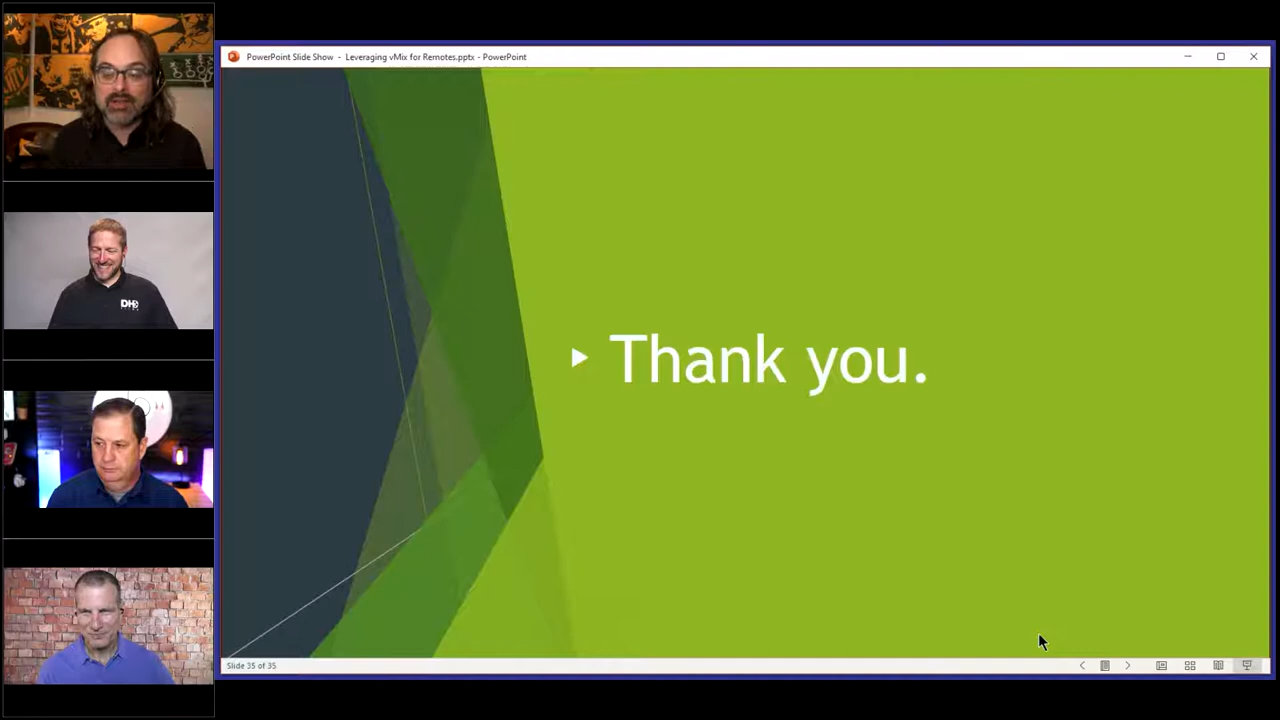 PowerPoint Slide Show - Leveraging vMix for Remotes.pptx - PowerPoint
DH
Thank you.
Slide 35 of 35